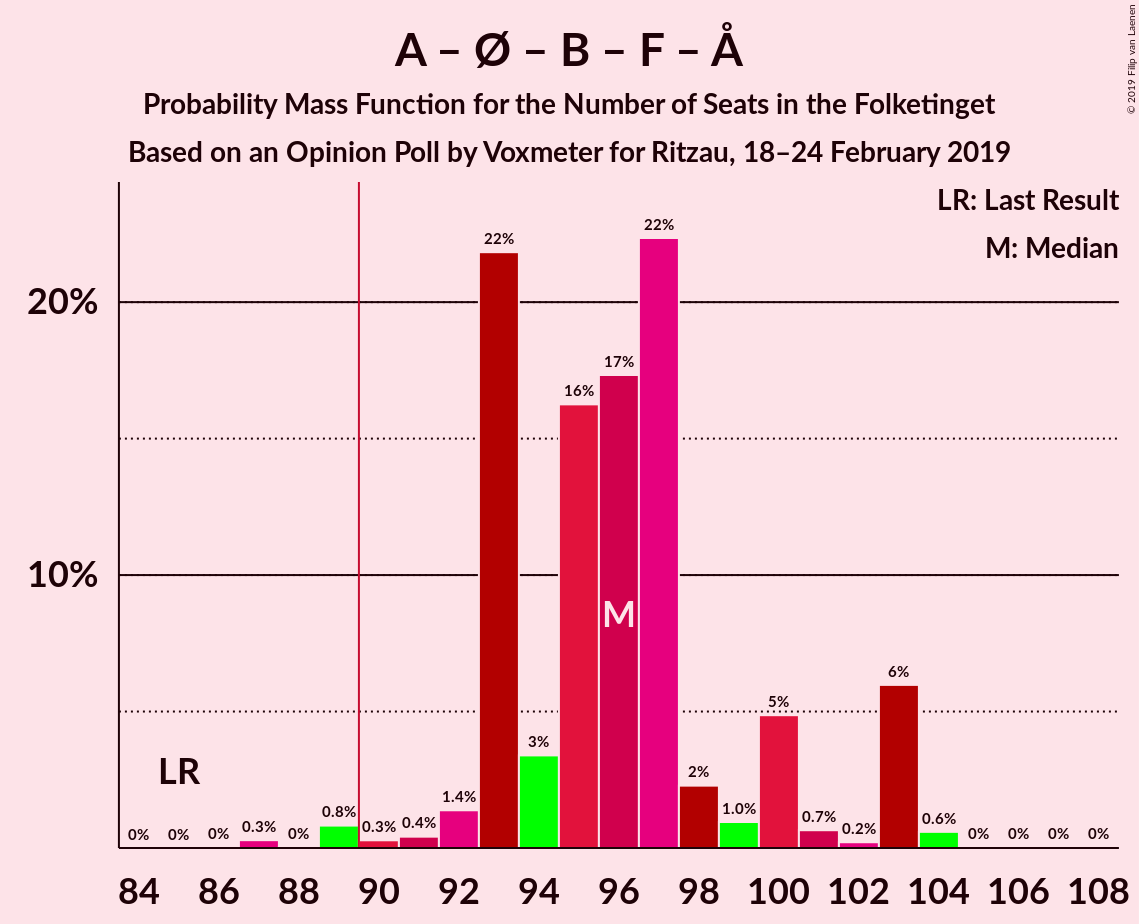 A – Ø – B – F – Å
Probability Mass Function for the Number of Seats in the Folketinget
Based on an Opinion Poll by Voxmeter for Ritzau, 18–24 February 2019
© 2019 Filip van Laenen
LR: Last Result
M: Median
20%
10%
0% 0% 0% 0.3% 0% 0.8% 0.3% 0.4% 1.4% 22% 3% 16% 17% 22% 2% 1.0% 5% 0.7% 0.2% 6% 0.6% 0% 0% 0% 0%
M
LR
84 86 88 90 92 94 96 98 100 102 104 106 108